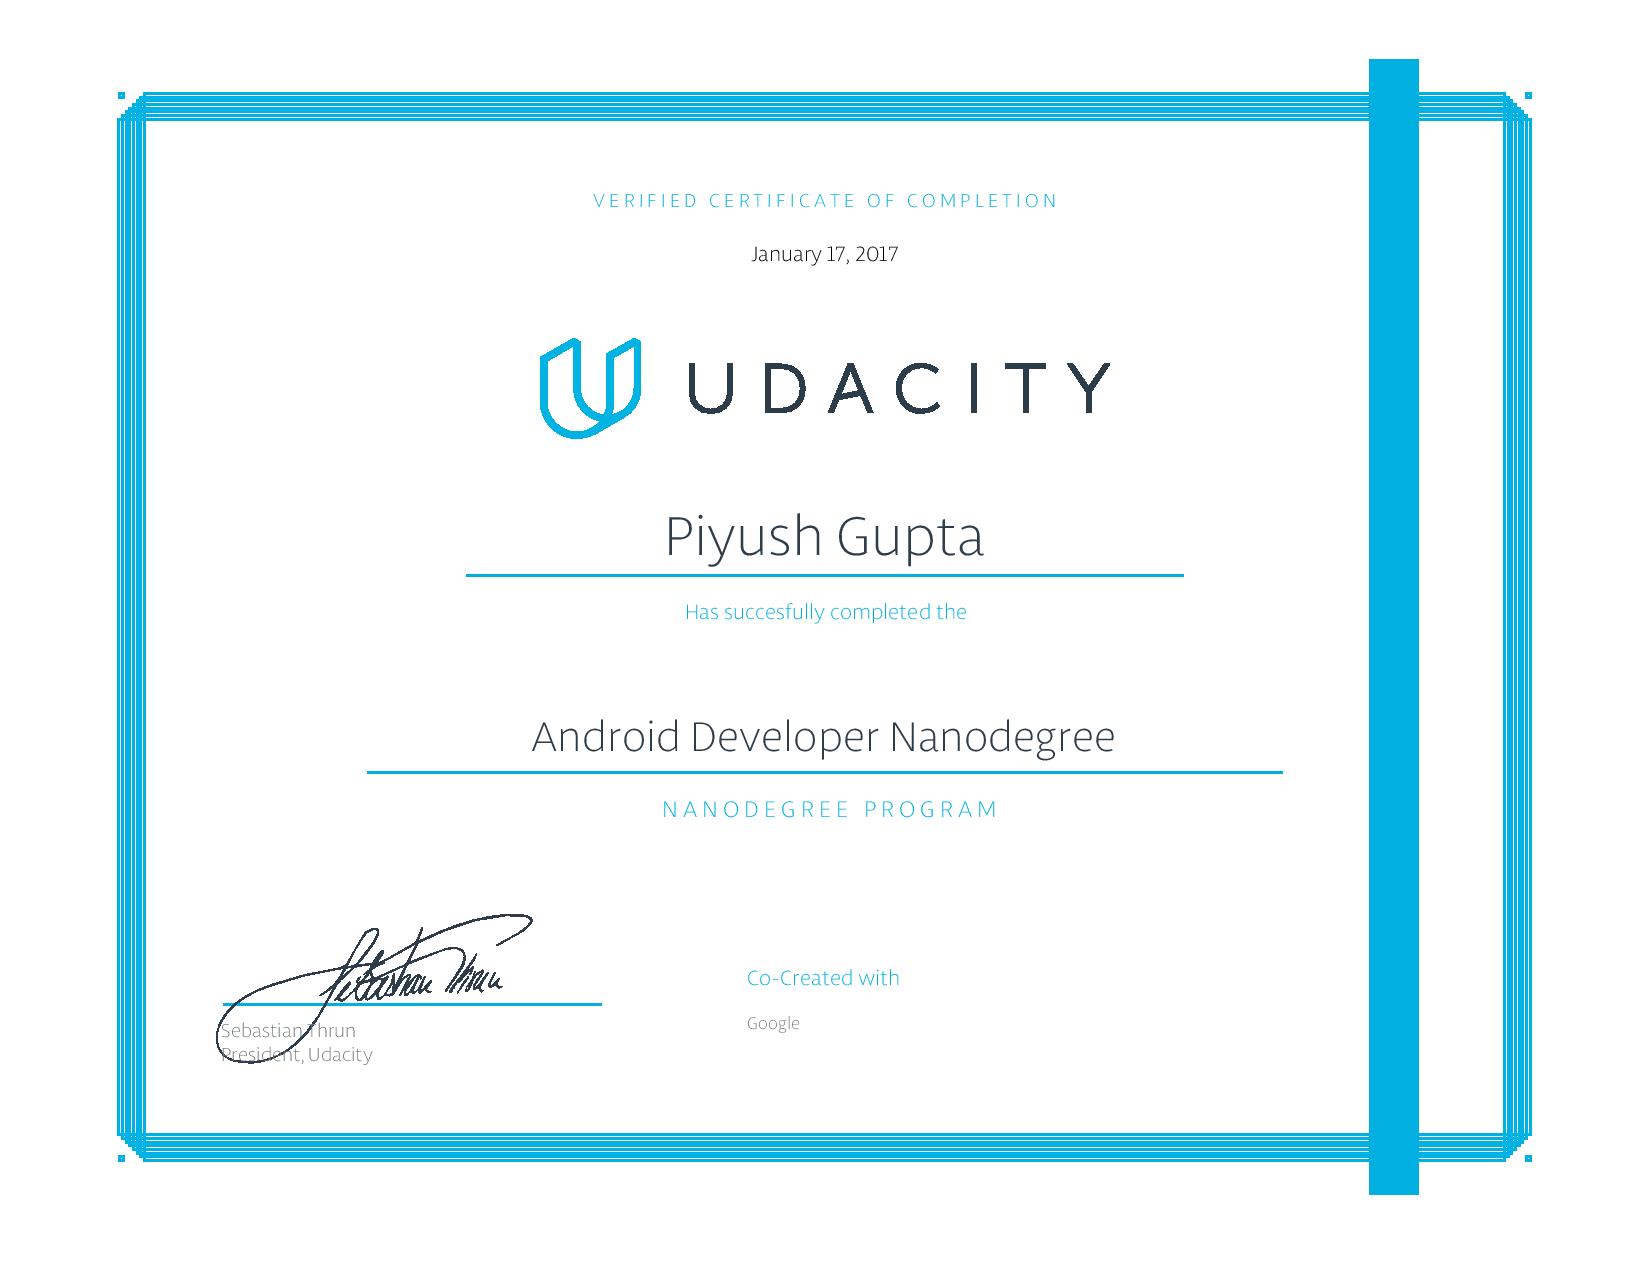 VERIFIED CERTIFICATE OF COMPLETION
January 17, 2017
UDACITY
Piyush Gupta
Has succesfully completed the
Android Developer Nanodegree
NANODEGREE PROGRAM
Sebastian Thrun
Sebastian Thrun
President, Udacity
Co-Created with
Google